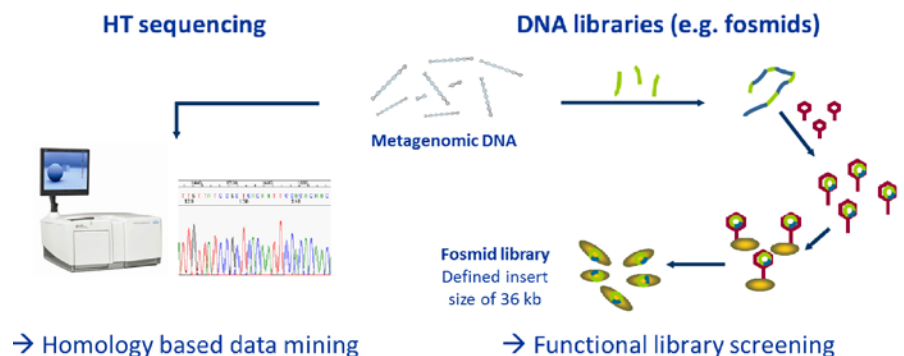 HT sequencing
DNA libraries (e.g. fosmids)
Metagenomic DNA
Fosmid library
Defined insert
size of 36 kb
→ Homology based data mining
→ Functional library screening